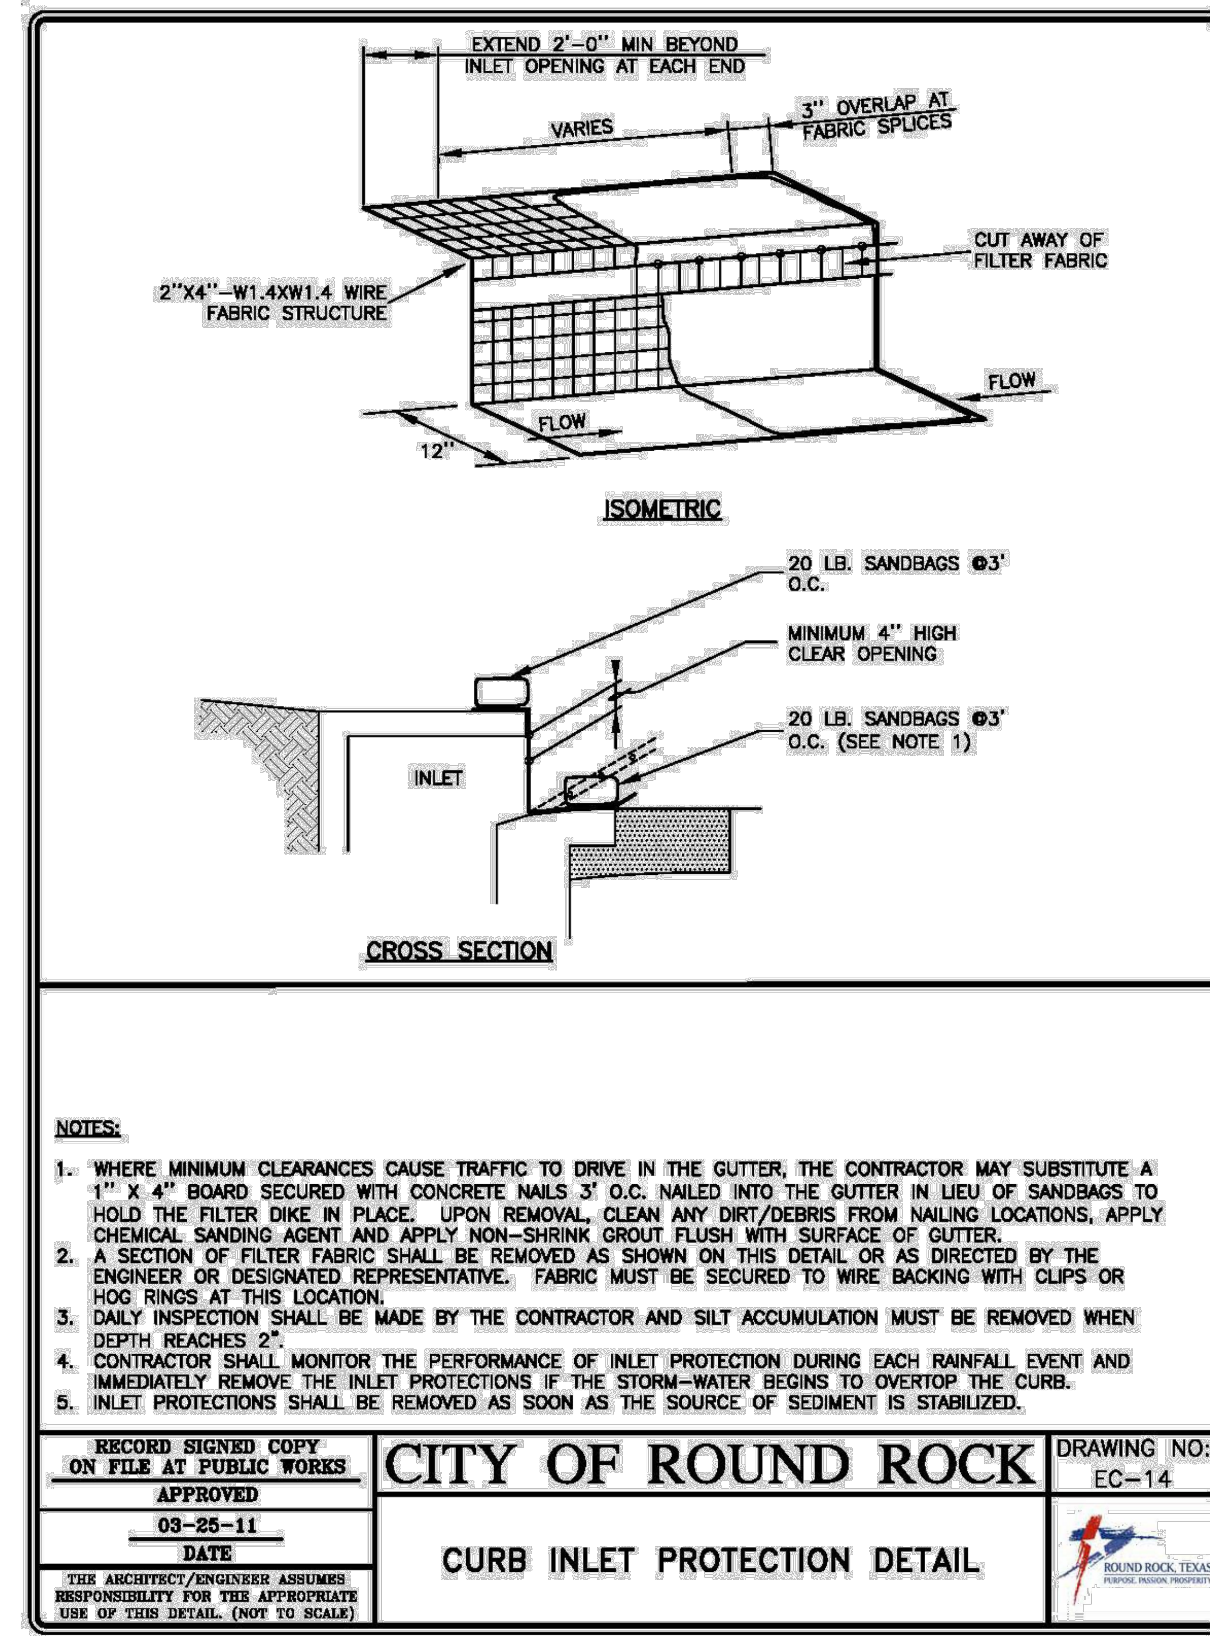 EXTEND 2'-0" MIN BEYOND
INLET OPENING AT EACH END
3" OVERLAP AT
FABRIC SPLICES
VARIES
CUT AWAY OF
FILTER FABRIC
2"X4"-W1.4XW1.4 WIRE
FABRIC STRUCTURE
FLOW
FLOW
12"
ISOMETRIC
20 LB. SANDBAGS @3'
O.C.
MINIMUM 4" HIGH
CLEAR OPENING
20 LB. SANDBAGS @3'
O.C. (SEE NOTE 1)
INLET
CROSS SECTION
NOTES:
1. WHERE MINIMUM CLEARANCES CAUSE TRAFFIC TO DRIVE IN THE GUTTER, THE CONTRACTOR MAY SUBSTITUTE A
1" X 4" BOARD SECURED WITH CONCRETE NAILS 3' O.C. NAILED INTO THE GUTTER IN LIEU OF SANDBAGS TO
HOLD THE FILTER DIKE IN PLACE. UPON REMOVAL, CLEAN ANY DIRT/DEBRIS FROM NAILING LOCATIONS, APPLY
CHEMICAL SANDING AGENT AND APPLY NON-SHRINK GROUT FLUSH WITH SURFACE OF GUTTER.
2. A SECTION OF FILTER FABRIC SHALL BE REMOVED AS SHOWN ON THIS DETAIL OR AS DIRECTED BY THE
ENGINEER OR DESIGNATED REPRESENTATIVE. FABRIC MUST BE SECURED TO WIRE BACKING WITH CLIPS OR
HOG RINGS AT THIS LOCATION.
3. DAILY INSPECTION SHALL BE MADE BY THE CONTRACTOR AND SILT ACCUMULATION MUST BE REMOVED WHEN
DEPTH REACHES 2".
4. CONTRACTOR SHALL MONITOR THE PERFORMANCE OF INLET PROTECTION DURING EACH RAINFALL EVENT AND
IMMEDIATELY REMOVE THE INLET PROTECTIONS IF THE STORM-WATER BEGINS TO OVERTOP THE CURB.
5. INLET PROTECTIONS SHALL BE REMOVED AS SOON AS THE SOURCE OF SEDIMENT IS STABILIZED.
RECORD SIGNED COPY
ON FILE AT PUBLIC WORKS
APPROVED
03-25-11
DATE
THE ARCHITECT/ENGINEER ASSUMES
RESPONSIBILITY FOR THE APPROPRIATE
USE OF THIS DETAIL. (NOT TO SCALE)
CITY OF ROUND ROCK
CURB INLET PROTECTION DETAIL
DRAWING NO:
EC-14
ROUND ROCK, TEXAS
PURPOSE. PASSION. PROSPERITY